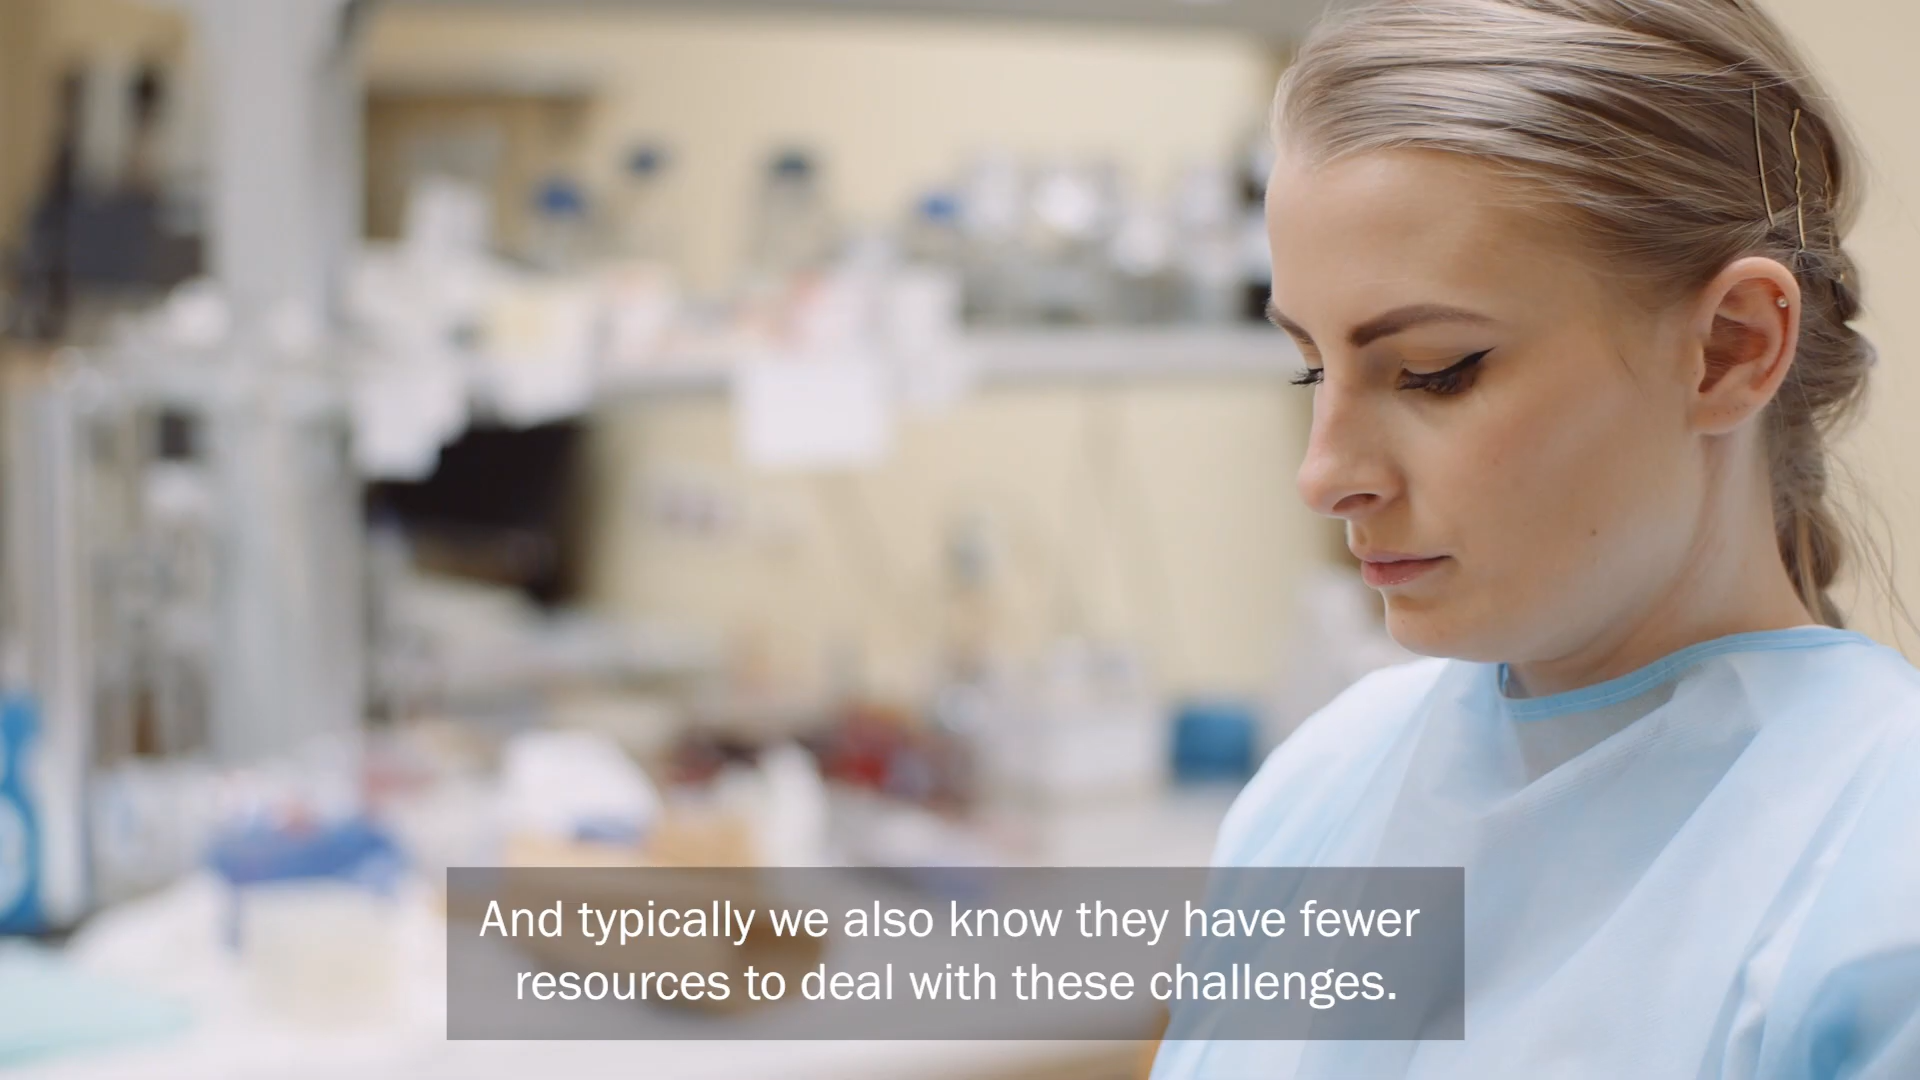 And typically we also know they have fewer
resources to deal with these challenges.